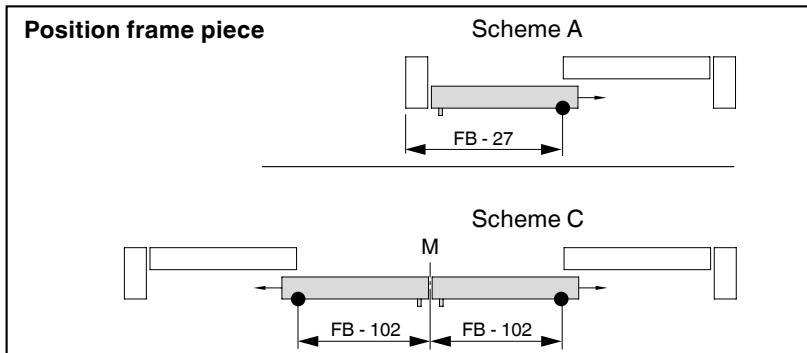 Position frame piece
Scheme A
FB - 27
Scheme C
M
FB - 102 FB - 102